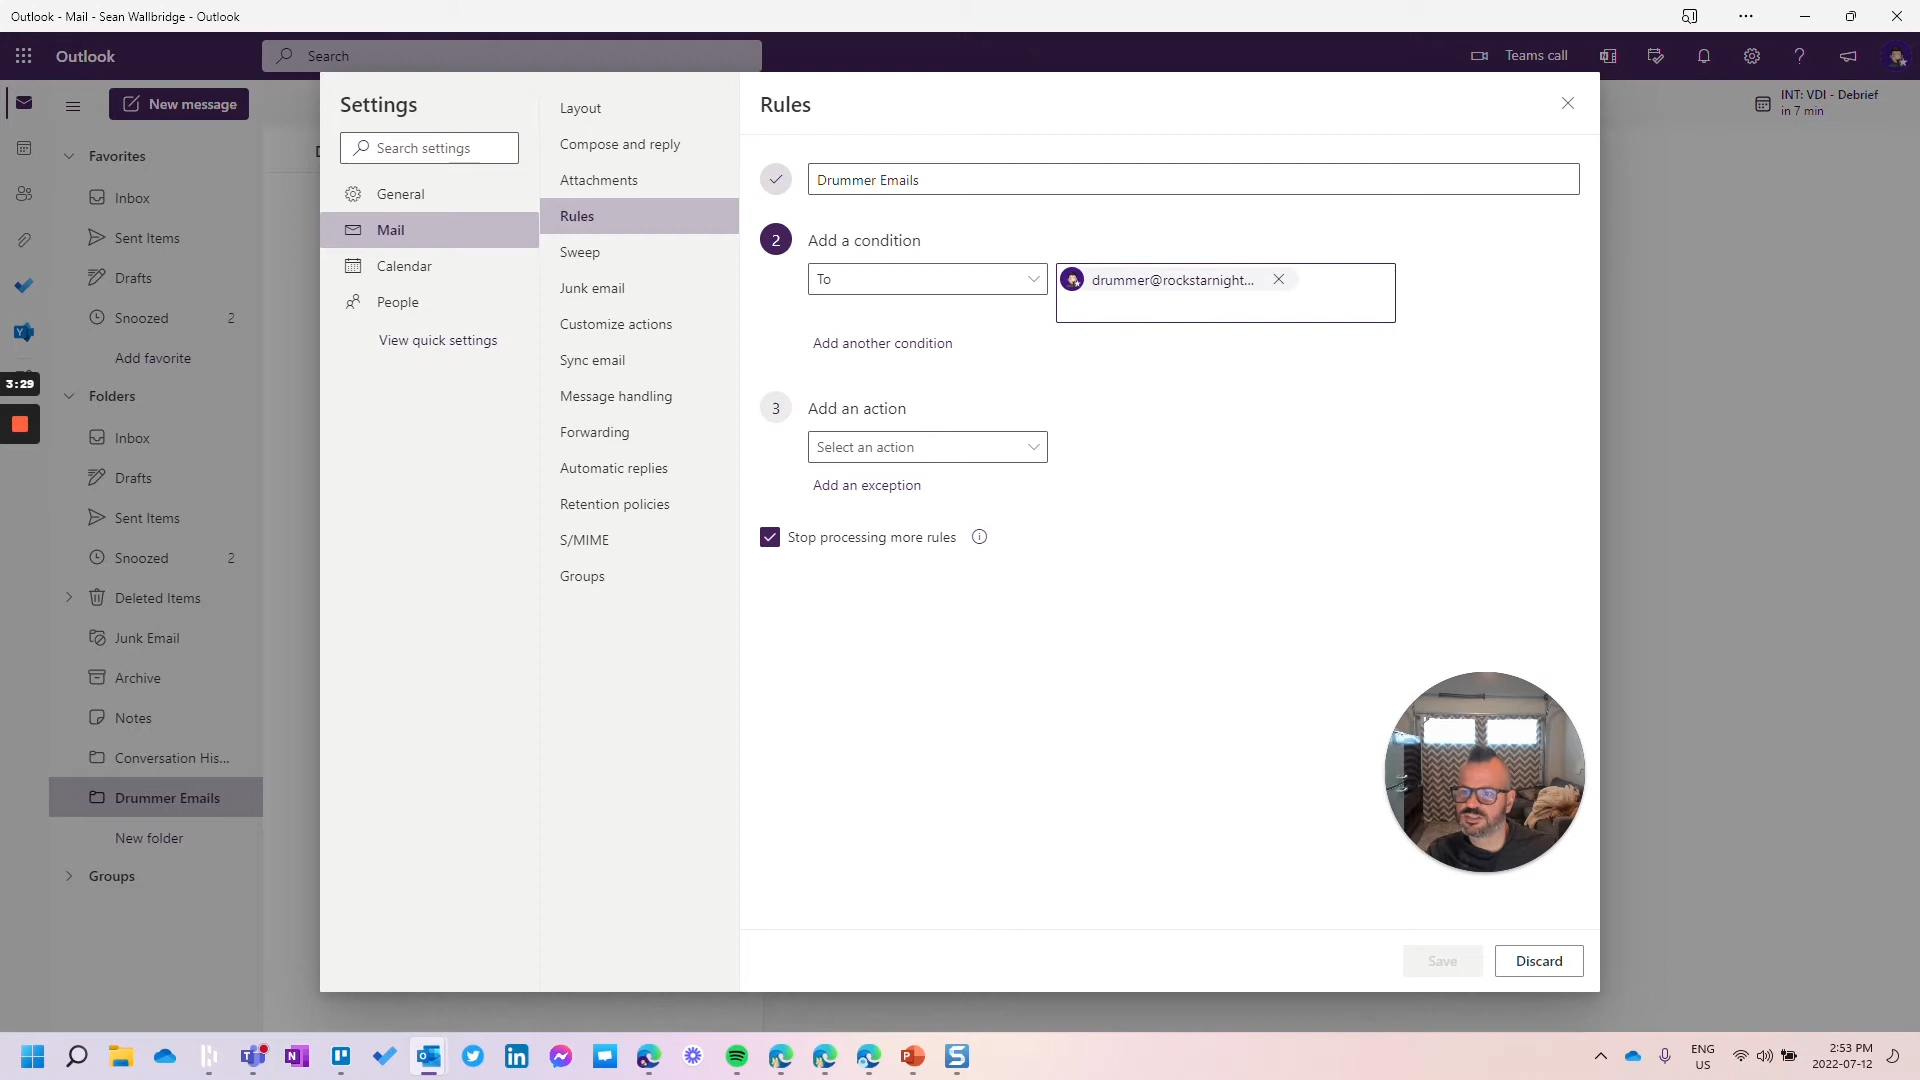 Outlook - Mail - Sean Wallbridge - Outlook
Outlook
Search
Teams call
New message
INT: VDI - Debrief
in 7 min
Favorites
Inbox
Sent Items
Drafts
Snoozed 2
Add favorite
3:29
Folders
Inbox
Drafts
Sent Items
Snoozed 2
Deleted Items
Junk Email
Archive
Notes
Conversation His...
Drummer Emails
New folder
Groups
Settings
Search settings
General
Mail
Calendar
People
View quick settings
Layout
Compose and reply
Attachments
Rules
Sweep
Junk email
Customize actions
Sync email
Message handling
Forwarding
Automatic replies
Retention policies
S/MIME
Groups
Rules
Drummer Emails
2 Add a condition
To
drummer@rockstarnight...
Add another condition
3 Add an action
Select an action
Add an exception
Stop processing more rules
Save
Discard
ENG
US
2:53 PM
2022-07-12